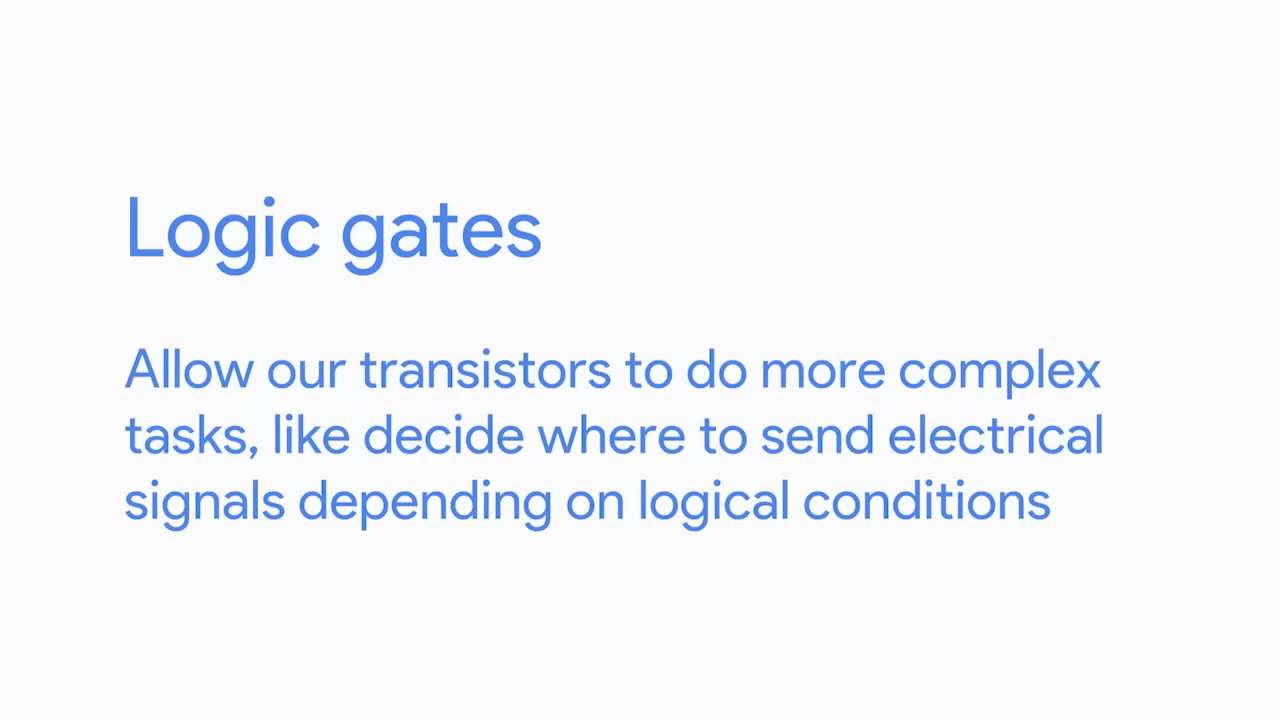 Logic gates
Allow our transistors to do more complex
tasks, like decide where to send electrical
signals depending on logical conditions